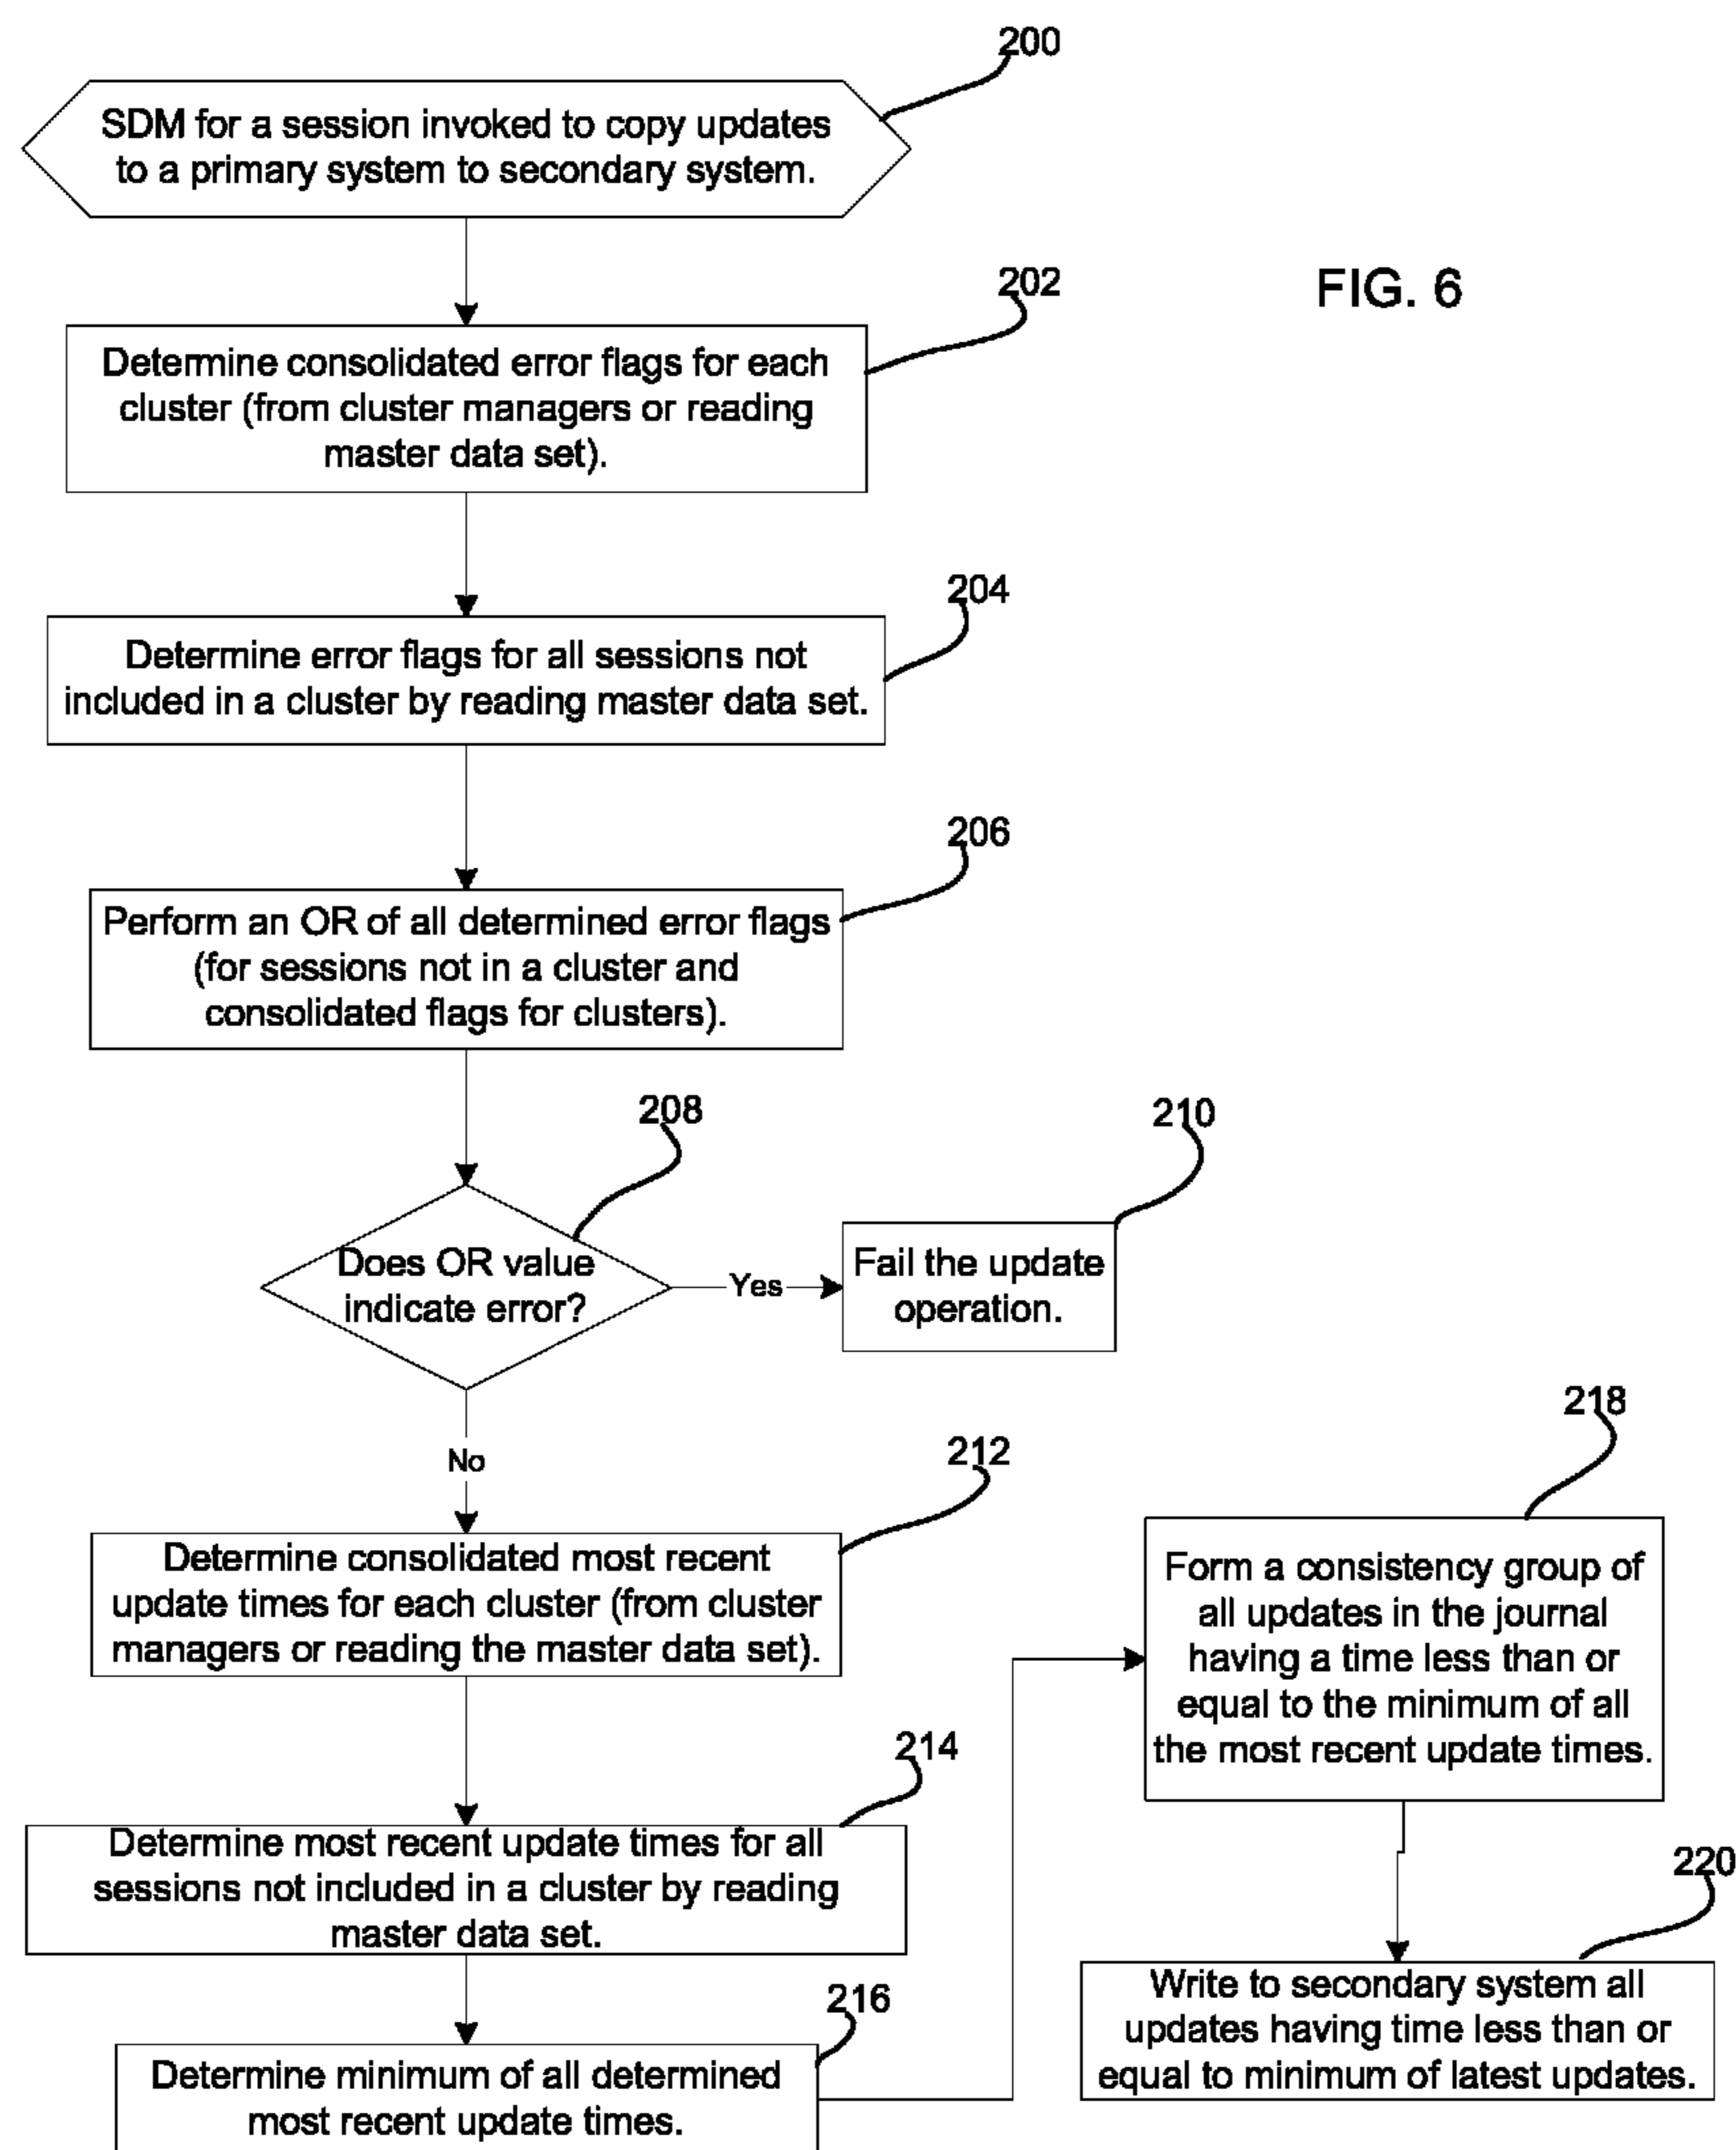 200
SDM for a session invoked to copy updates
to a primary system to secondary system.
202
FIG. 6
Determine consolidated error flags for each
cluster (from cluster managers or reading
master data set).
204
Determine error flags for all sessions not
included in a cluster by reading master data set.
206
Perform an OR of all determined error flags
(for sessions not in a cluster and
consolidated flags for clusters).
208
210
Does OR value
indicate error?
Yes
Fail the update
operation.
No
212
Determine consolidated most recent
update times for each cluster (from cluster
managers or reading the master data set).
214
Determine most recent update times for all
sessions not included in a cluster by reading
master data set.
216
Determine minimum of all determined
most recent update times.
218
Form a consistency group of
all updates in the journal
having a time less than or
equal to the minimum of all
the most recent update times.
220
Write to secondary system all
updates having time less than or
equal to minimum of latest updates.